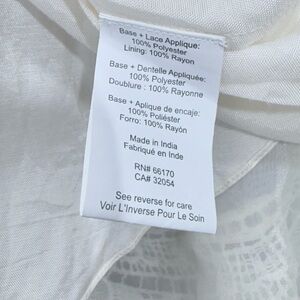 Base + Lace Applique:
100% Polyester
Lining: 100% Rayon
Base + Dentelle Appliquée:
100% Polyester
Doublure : 100% Rayonne
Base + Aplique de encaje:
100% Poliéster
Forro: 100% Rayón
Made in India
Fabriqué en Inde
RN# 66170
CA# 32054
See reverse for care
Voir L'Inverse Pour Le Soin